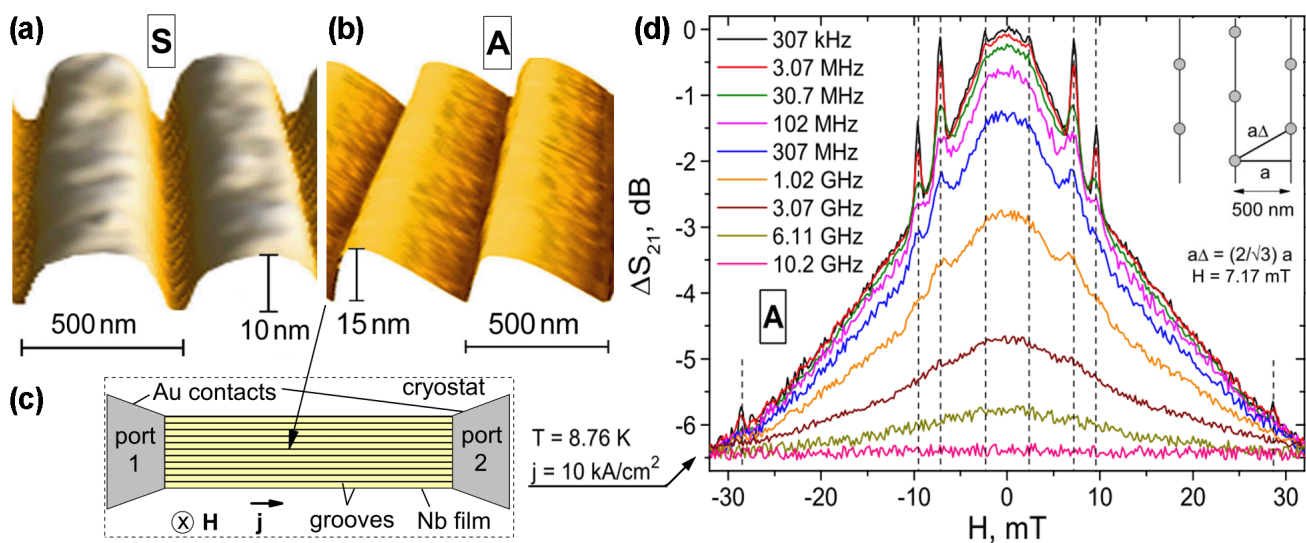 (a)
S
500 nm
10 nm
(b)
A
15 nm
500 nm
(c)
Au contacts
cryostat
port
1
port
2
H
j
grooves
Nb film
T = 8.76 K
j = 10 kA/cm²
(d)
ΔS₂₁, dB
0
-1
-2
-3
-4
-5
-6
307 kHz
3.07 MHz
30.7 MHz
102 MHz
307 MHz
1.02 GHz
3.07 GHz
6.11 GHz
10.2 GHz
A
aΔ
a
500 nm
aΔ = (2/√3) a
H = 7.17 mT
-30
-20
-10
0
10
20
30
H, mT